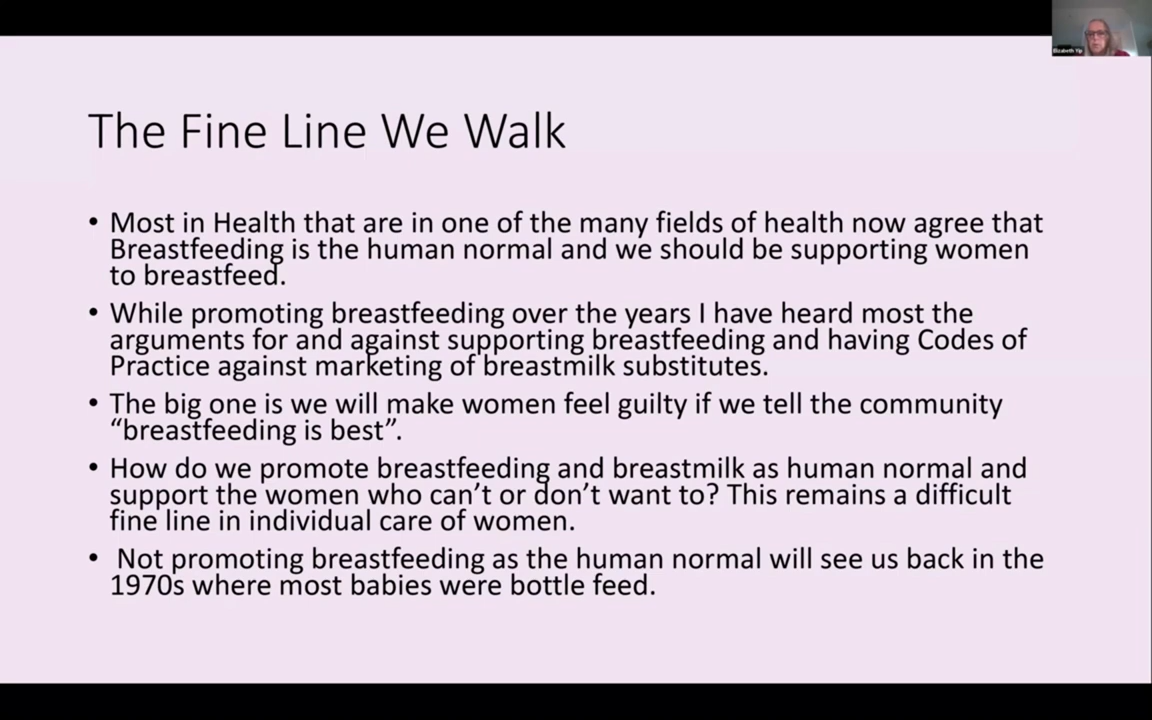 Elizabeth Yip
The Fine Line We Walk
• Most in Health that are in one of the many fields of health now agree that
Breastfeeding is the human normal and we should be supporting women
to breastfeed.
• While promoting breastfeeding over the years I have heard most the
arguments for and against supporting breastfeeding and having Codes of
Practice against marketing of breastmilk substitutes.
• The big one is we will make women feel guilty if we tell the community
“breastfeeding is best”.
• How do we promote breastfeeding and breastmilk as human normal and
support the women who can’t or don’t want to? This remains a difficult
fine line in individual care of women.
• Not promoting breastfeeding as the human normal will see us back in the
1970s where most babies were bottle feed.